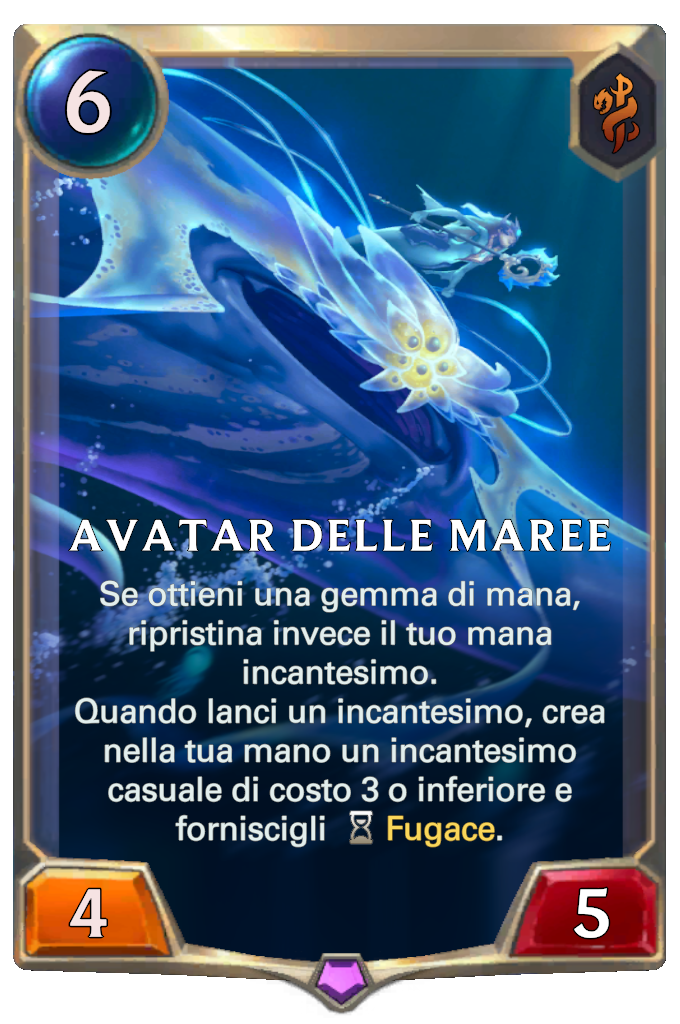 6
AVATAR DELLE MAREE
Se ottieni una gemma di mana,
ripristina invece il tuo mana
incantesimo.
Quando lanci un incantesimo, crea
nella tua mano un incantesimo
casuale di costo 3 o inferiore e
forniscigli Fugace.
4
5